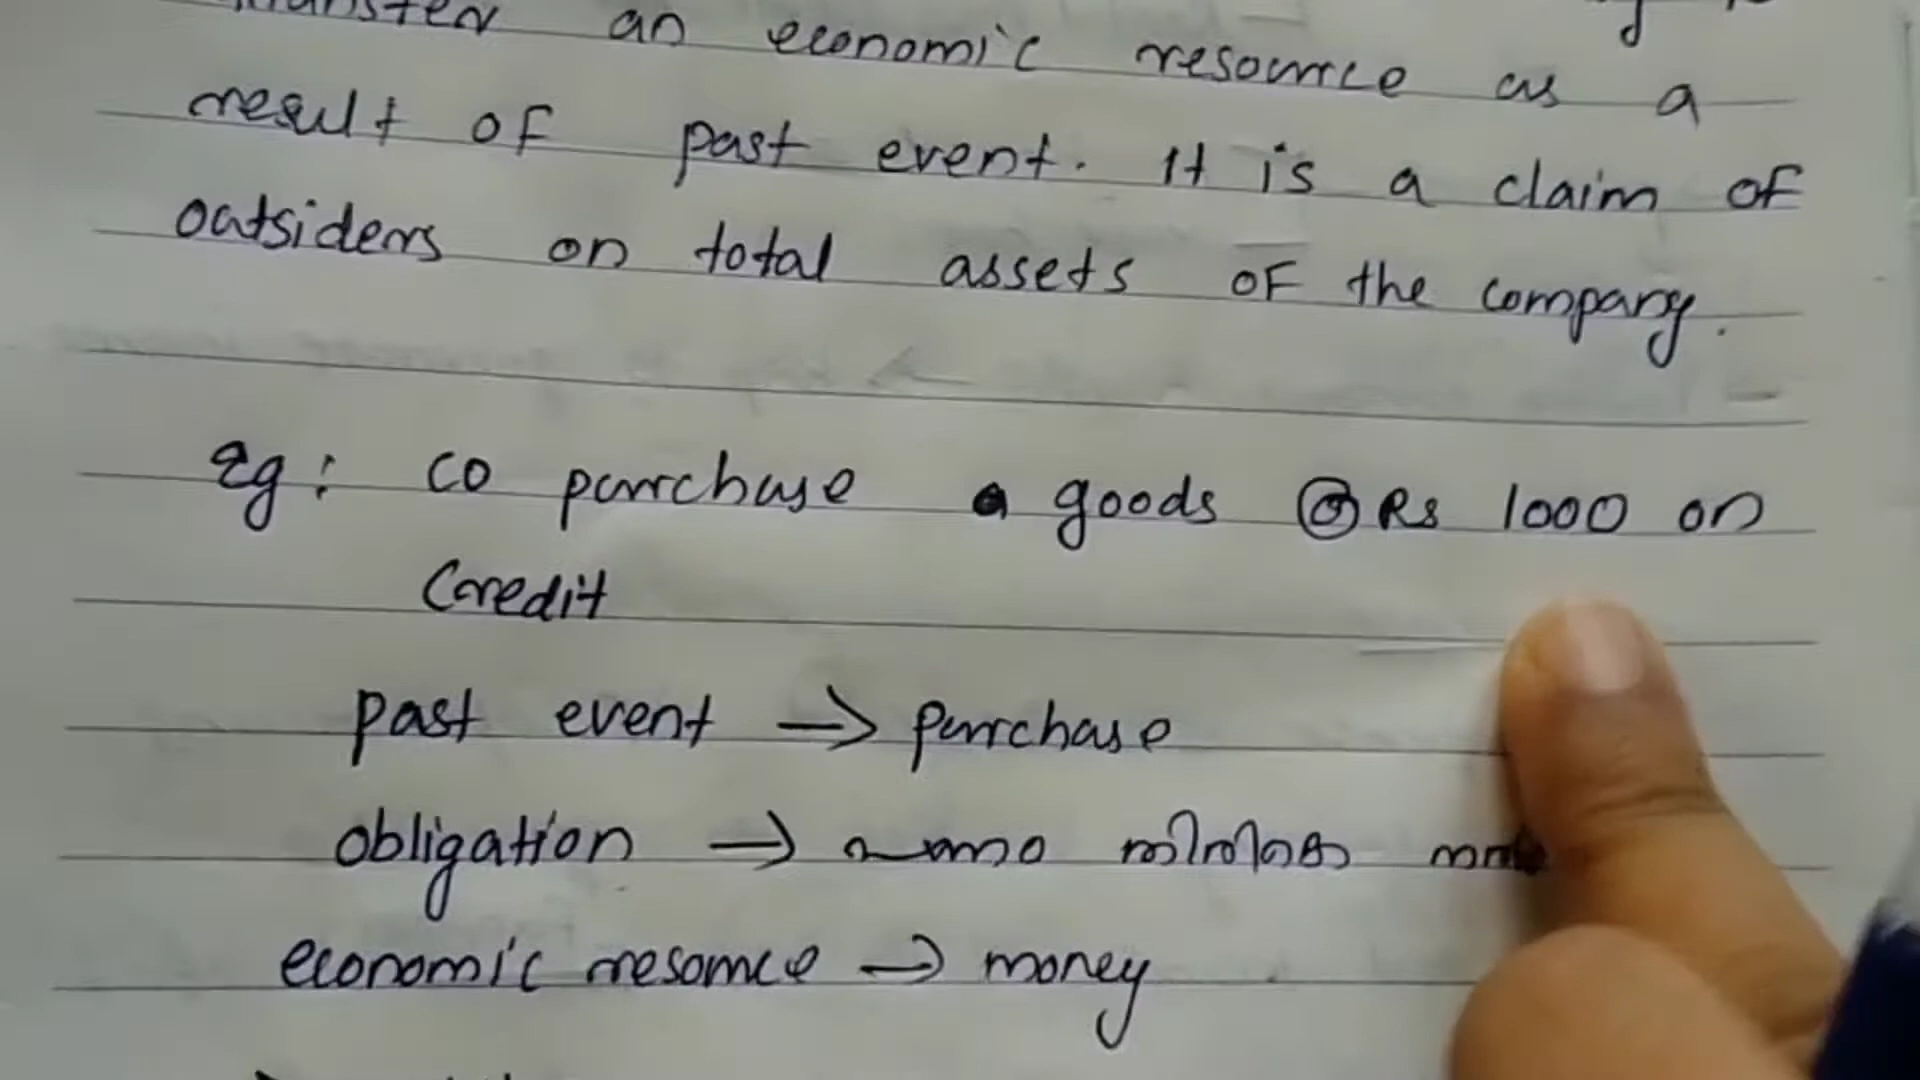 an economic resource as a
result of past event. It is a claim of
outsiders on total assets of the company.
Eg: co purchase goods @ Rs 1000 on
Credit
past event → purchase
obligation →
economic resource → money